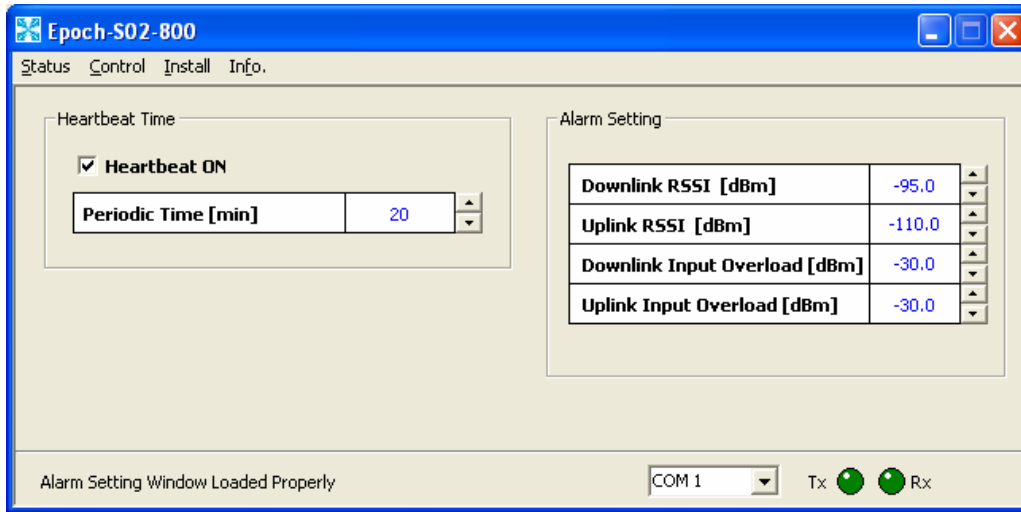 Epoch-S02-800
Status Control Install Info.
Heartbeat Time
Heartbeat ON
Periodic Time [min] 20
Alarm Setting
Downlink RSSI [dBm] -95.0
Uplink RSSI [dBm] -110.0
Downlink Input Overload [dBm] -30.0
Uplink Input Overload [dBm] -30.0
Alarm Setting Window Loaded Properly
COM 1
Tx Rx